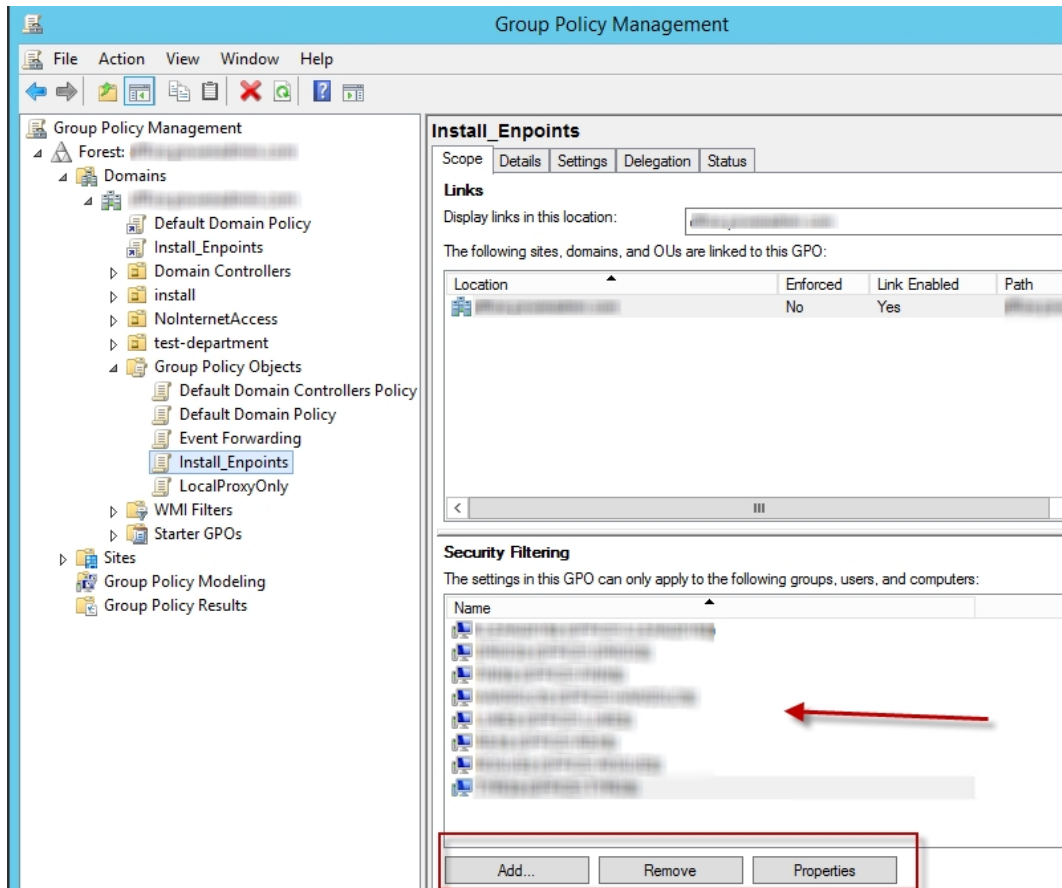 Group Policy Management
File Action View Window Help
Group Policy Management
Forest:
Domains
Default Domain Policy
Install_Enpoints
Domain Controllers
install
NoInternetAccess
test-department
Group Policy Objects
Default Domain Controllers Policy
Default Domain Policy
Event Forwarding
Install_Enpoints
LocalProxyOnly
WMI Filters
Starter GPOs
Sites
Group Policy Modeling
Group Policy Results
Install_Enpoints
Scope Details Settings Delegation Status
Links
Display links in this location:
The following sites, domains, and OUs are linked to this GPO:
Location Enforced Link Enabled Path
No Yes
Security Filtering
The settings in this GPO can only apply to the following groups, users, and computers:
Name
Add... Remove Properties